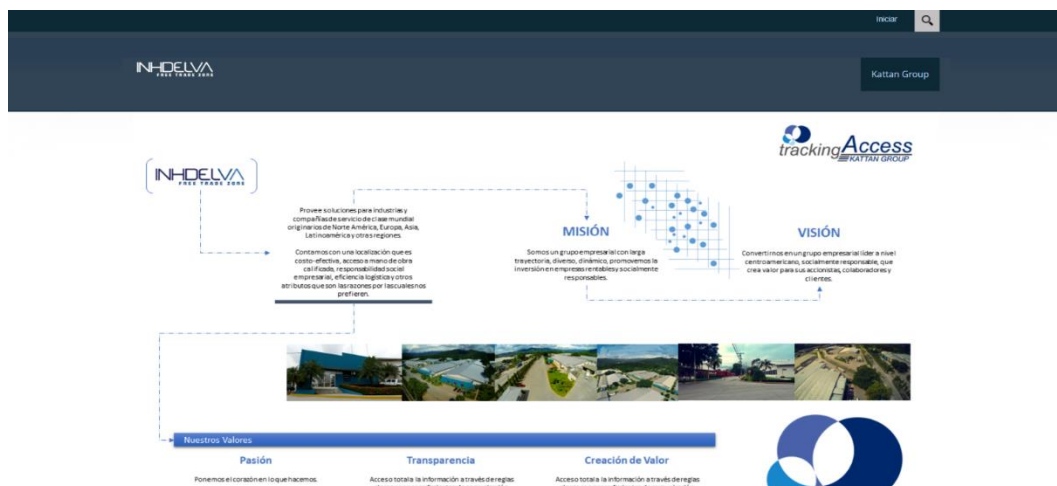 Iniciar
INHDELVA
FREE TRADE ZONE
Kattan Group
trackingAccess
KATTAN GROUP
INHDELVA
FREE TRADE ZONE
Provee soluciones para industrias y
compañías de servicio de clase mundial
originarios de Norte América, Europa, Asia,
Latinoamérica y otras regiones.
Contamos con una localización que es
costo-efectiva, acceso a mano de obra
calificada, responsabilidad social
empresarial, eficiencia logística y otros
atributos que son las razones por las cuales nos
prefieren.
MISIÓN
Somos un grupo empresarial con larga
trayectoria, diverso, dinámico, promovemos la
inversión en empresas rentables y socialmente
responsables.
VISIÓN
Convertirnos en un grupo empresarial líder a nivel
centroamericano, socialmente responsable, que
crea valor para sus accionistas, colaboradores y
clientes.
Nuestros Valores
Pasión
Transparencia
Creación de Valor
Ponemos el corazón en lo que hacemos.
Acceso total a la información a través de reglas
Acceso total a la información a través de reglas